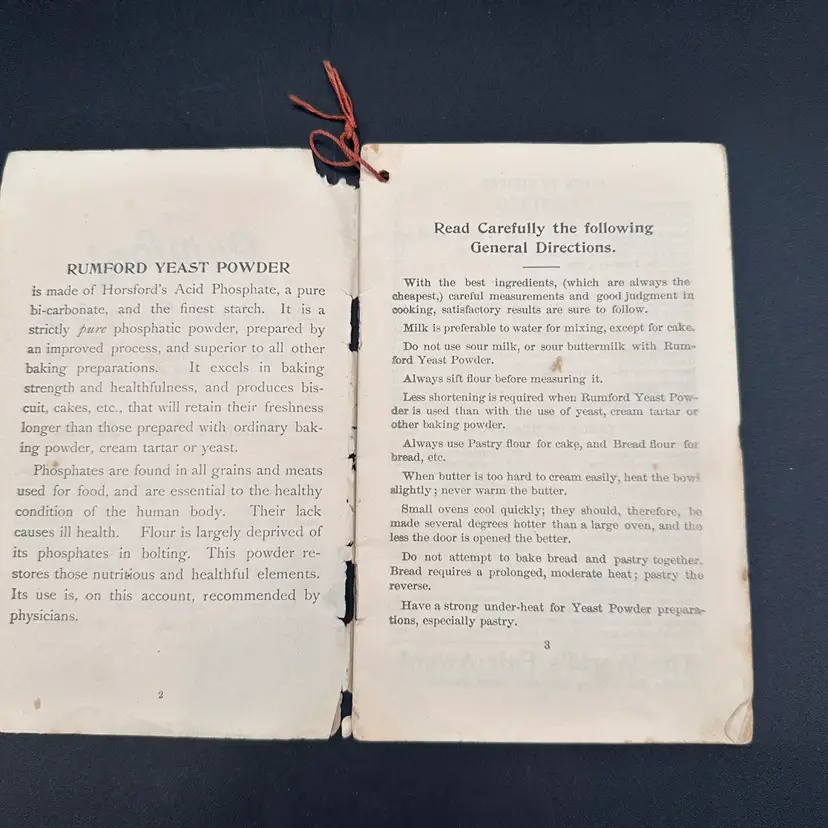 RUMFORD YEAST POWDER
is made of Horsford's Acid Phosphate, a pure
bi-carbonate, and the finest starch. It is a
strictly pure phosphatic powder, prepared by
an improved process, and superior to all other
baking preparations. It excels in baking
strength and healthfulness, and produces bis-
cuit, cakes, etc., that will retain their freshness
longer than those prepared with ordinary bak-
ing powder, cream tartar or yeast.
Phosphates are found in all grains and meats
used for food, and are essential to the healthy
condition of the human body. Their lack
causes ill health. Flour is largely deprived of
its phosphates in bolting. This powder re-
stores those nutritious and healthful elements.
Its use is, on this account, recommended by
physicians.
2
Read Carefully the following
General Directions.
With the best ingredients, (which are always the
cheapest,) careful measurements and good judgment in
cooking, satisfactory results are sure to follow.
Milk is preferable to water for mixing, except for cake.
Do not use sour milk, or sour buttermilk with Rum-
ford Yeast Powder.
Always sift flour before measuring it.
Less shortening is required when Rumford Yeast Pow-
der is used than with the use of yeast, cream tartar or
other baking powder.
Always use Pastry flour for cake, and Bread flour for
bread, etc.
When butter is too hard to cream easily, heat the bowl
slightly; never warm the butter.
Small ovens cool quickly; they should, therefore, be
made several degrees hotter than a large oven, and the
less the door is opened the better.
Do not attempt to bake bread and pastry together.
Bread requires a prolonged, moderate heat; pastry the
reverse.
Have a strong under-heat for Yeast Powder prepara-
tions, especially pastry.
3